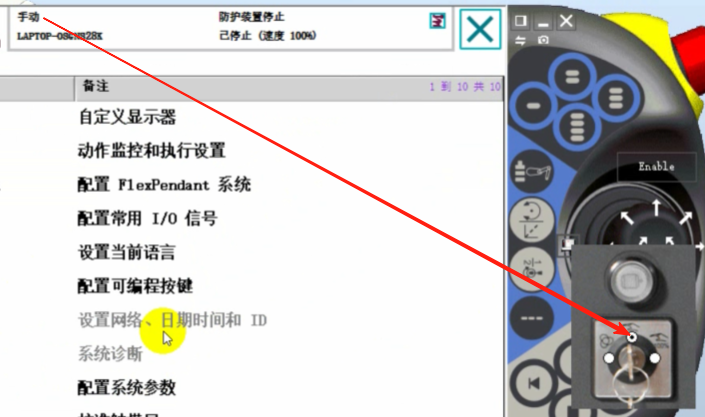 手动
防护装置停止
已停止 (速度 100%)
备注
1 到 10 共 10
自定义显示器
动作监控和执行设置
配置 FlexPendant 系统
配置常用 I/O 信号
设置当前语言
配置可编程按键
设置网络、日期时间和 ID
系统诊断
配置系统参数
Enable